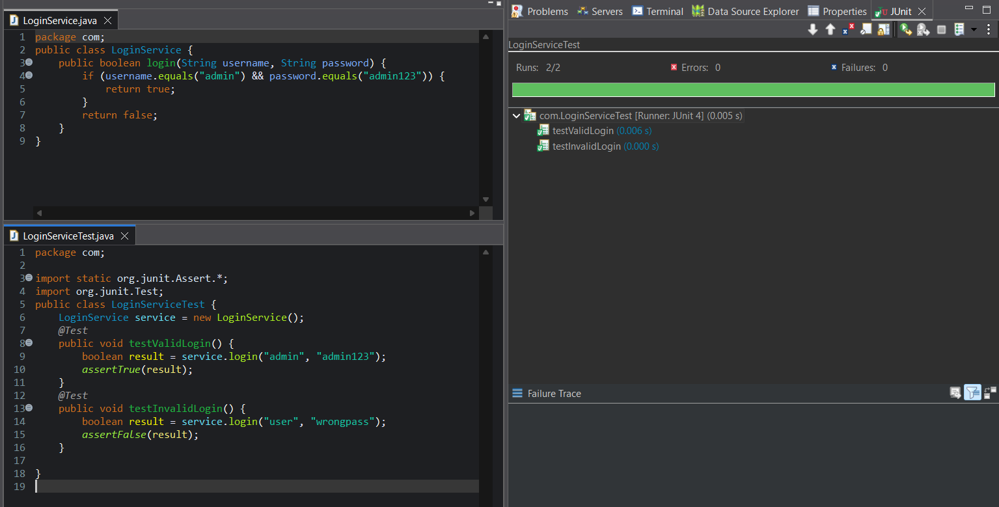 LoginService.java
1 package com;
2 public class LoginService {
3 public boolean login(String username, String password) {
4 if (username.equals("admin") && password.equals("admin123")) {
5 return true;
6 }
7 return false;
8 }
9 }
LoginServiceTest.java
1 package com;
2
3 import static org.junit.Assert.*;
4 import org.junit.Test;
5 public class LoginServiceTest {
6 LoginService service = new LoginService();
7 @Test
8 public void testValidLogin() {
9 boolean result = service.login("admin", "admin123");
10 assertTrue(result);
11 }
12 @Test
13 public void testInvalidLogin() {
14 boolean result = service.login("user", "wrongpass");
15 assertFalse(result);
16 }
17
18 }
19
Problems Servers Terminal Data Source Explorer Properties JUnit
LoginServiceTest
Runs: 2/2 Errors: 0 Failures: 0
com.LoginServiceTest [Runner: JUnit 4] (0.005 s)
testValidLogin (0.006 s)
testInvalidLogin (0.000 s)
Failure Trace